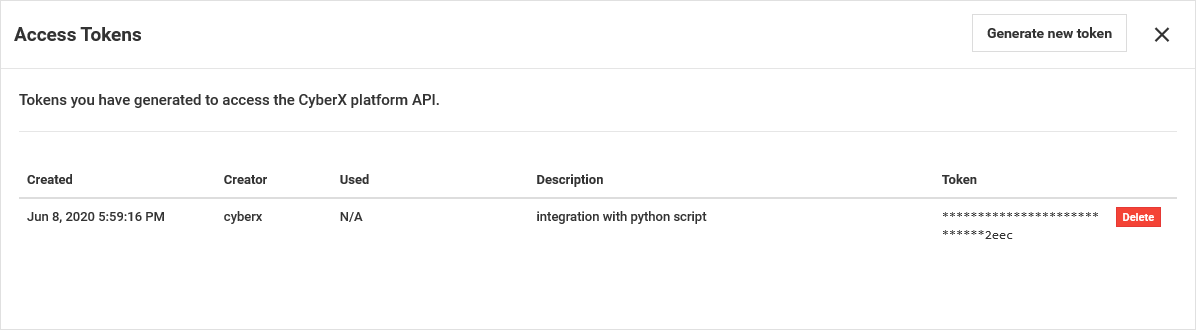 Access Tokens
Generate new token
Tokens you have generated to access the CyberX platform API.
Created Creator Used Description Token
Jun 8, 2020 5:59:16 PM cyberx N/A integration with python script ********************** Delete
******2eec